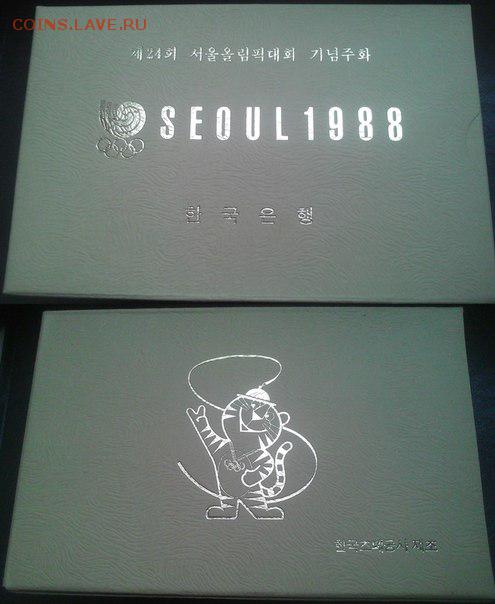 COINS.LAVE.RU
제24회 서울올림픽대회 기념주화
SEOUL 1988
한국은행
한국조폐공사 제조